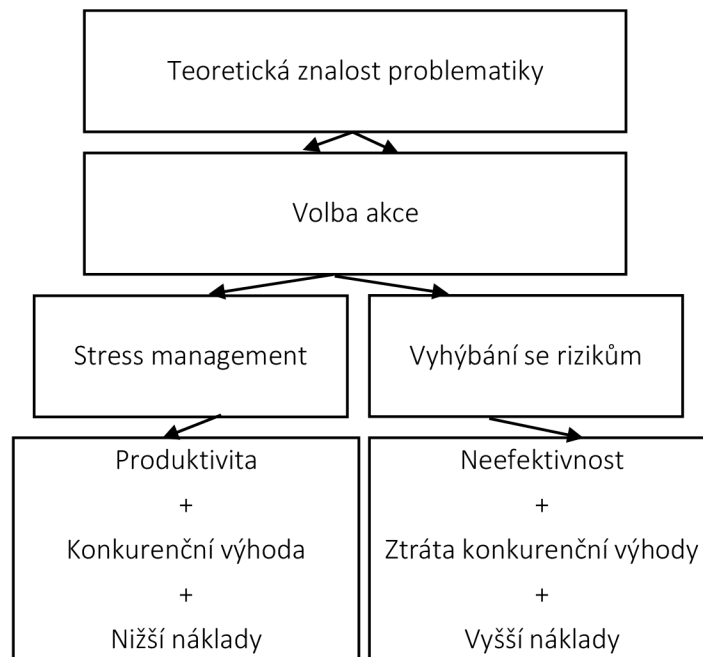 Teoretická znalost problematiky
Volba akce
Stress management
Vyhýbání se rizikům
Produktivita
+
Konkurenční výhoda
+
Nižší náklady
Neefektivnost
+
Ztráta konkurenční výhody
+
Vyšší náklady